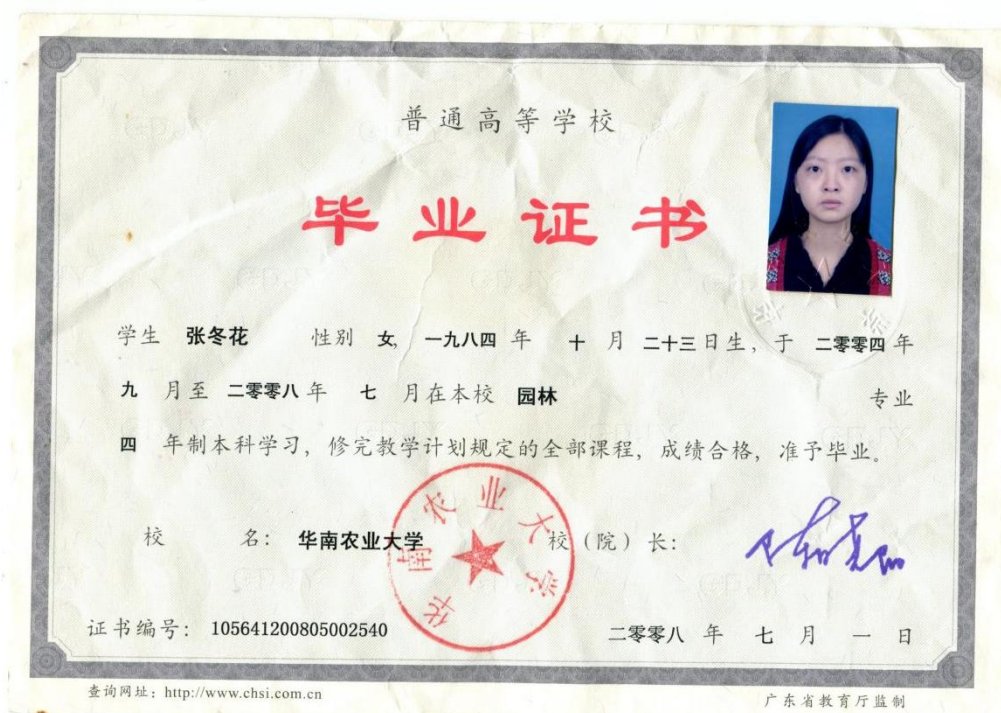 普通高等学校
毕业证书
学生 张冬花 性别 女, 一九八四 年 十 月 二十三 日生, 于 二零零四 年
九 月至 二零零八 年 七 月在本校 园林 专业
四 年制本科学习, 修完教学计划规定的全部课程, 成绩合格, 准予毕业。
校 名: 华南农业大学 校(院)长:
华南农业大学
证书编号: 105641200805002540 二零零八 年 七 月 一 日
查询网址: http://www.chsi.com.cn 广东省教育厅监制